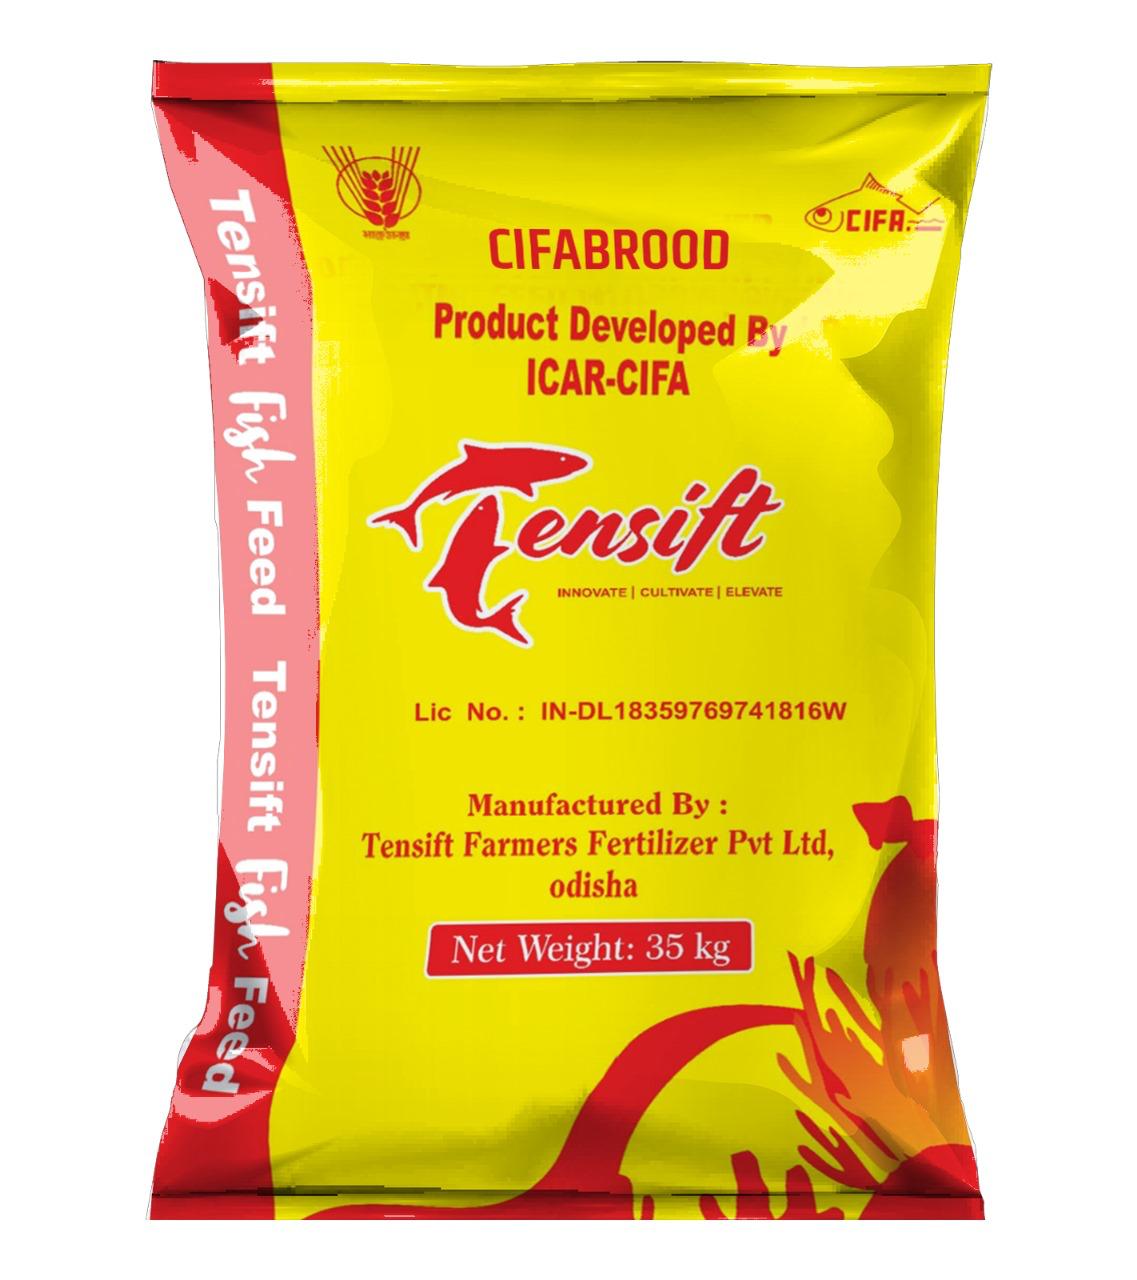 CIFA
CIFABROOD
Product Developed By
ICAR-CIFA
Tensift
INNOVATE | CULTIVATE | ELEVATE
Lic No. : IN-DL18359769741816W
Manufactured By :
Tensift Farmers Fertilizer Pvt Ltd,
odisha
Net Weight: 35 kg
Tensift Fish Feed Tensift Fish Feed